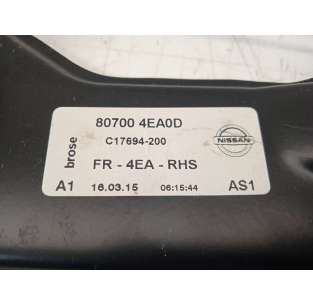 80700 4EA0D
brose
C17694-200
NISSAN
FR - 4EA - RHS
A1 16.03.15 06:15:44 AS1